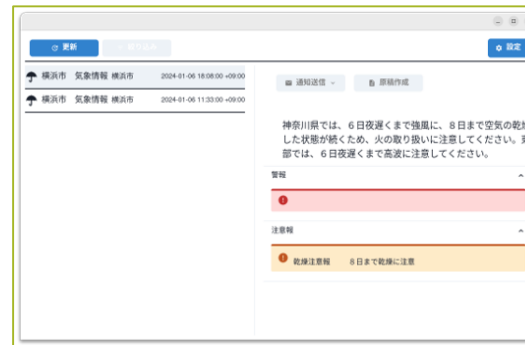 更新
絞り込み
設定
横浜市 気象情報 横浜市 2024-01-06 18:08:00 +09:00
横浜市 気象情報 横浜市 2024-01-06 11:33:00 +09:00
通知送信
原稿作成
神奈川県では、6日夜遅くまで強風に、8日まで空気の乾燥
した状態が続くため、火の取り扱いに注意してください。
部では、6日夜遅くまで高波に注意してください。
警報
注意報
乾燥注意報 8日まで乾燥に注意